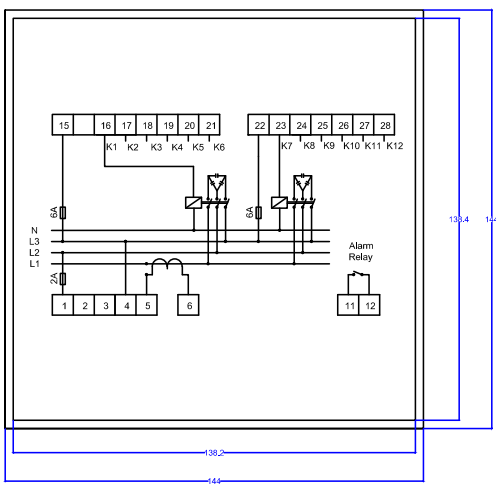 15 16 17 18 19 20 21 22 23 24 25 26 27 28
K1 K2 K3 K4 K5 K6 K7 K8 K9 K10 K11 K12
6A 6A
138.4 144
N
L3
L2
L1
Alarm
Relay
2A
1 2 3 4 5 6 11 12
138.2
144